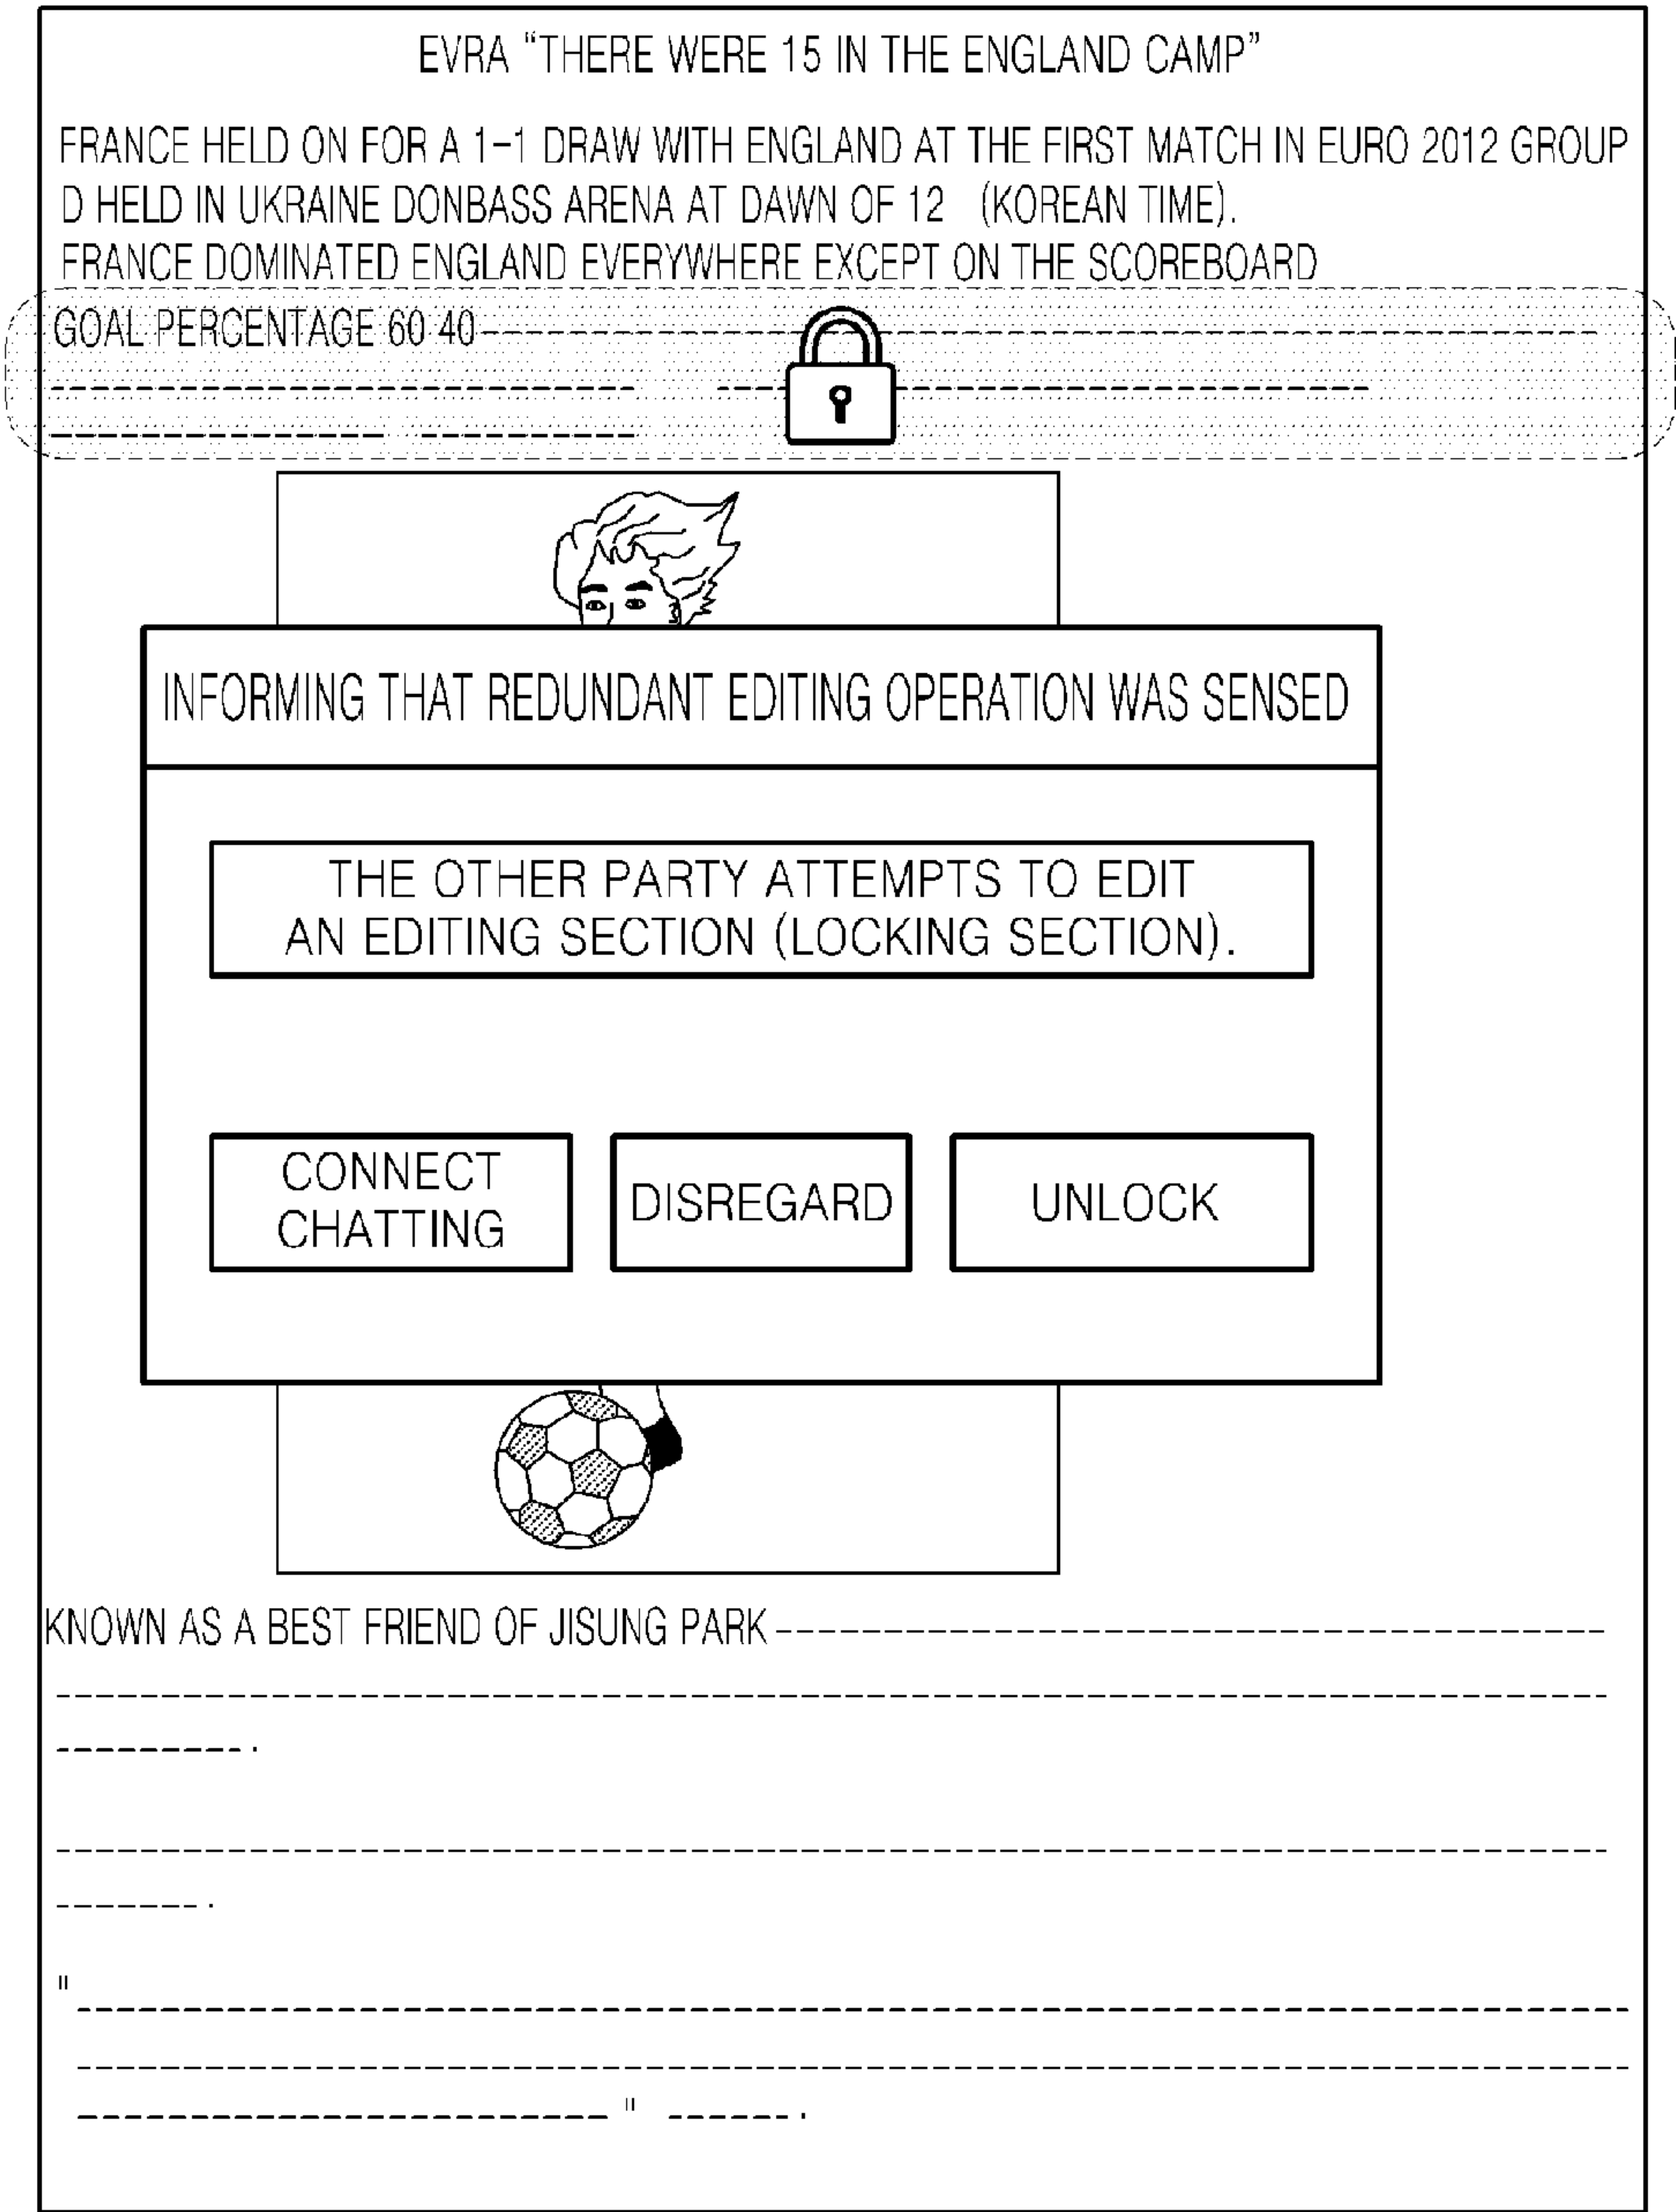 EVRA “THERE WERE 15 IN THE ENGLAND CAMP”
FRANCE HELD ON FOR A 1-1 DRAW WITH ENGLAND AT THE FIRST MATCH IN EURO 2012 GROUP
D HELD IN UKRAINE DONBASS ARENA AT DAWN OF 12 (KOREAN TIME).
FRANCE DOMINATED ENGLAND EVERYWHERE EXCEPT ON THE SCOREBOARD
GOAL PERCENTAGE 60 40
INFORMING THAT REDUNDANT EDITING OPERATION WAS SENSED
THE OTHER PARTY ATTEMPTS TO EDIT
AN EDITING SECTION (LOCKING SECTION).
CONNECT
CHATTING
DISREGARD
UNLOCK
KNOWN AS A BEST FRIEND OF JISUNG PARK